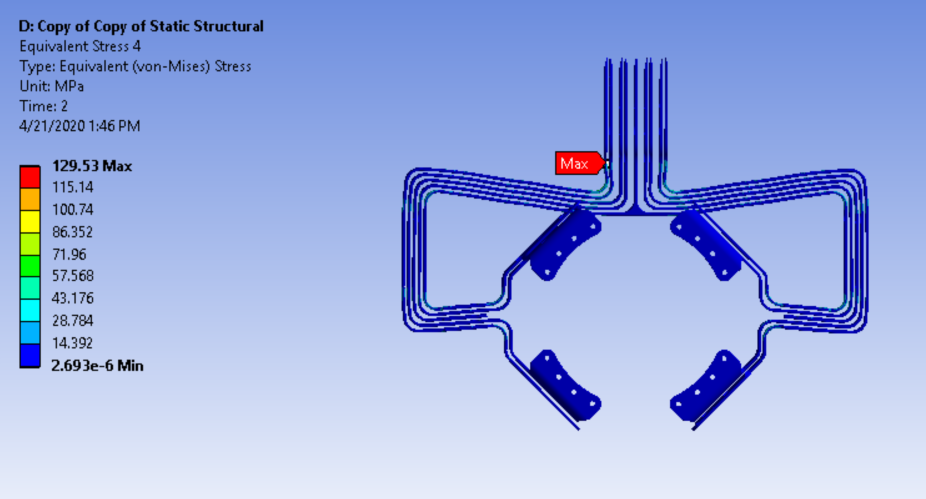 D: Copy of Copy of Static Structural
Equivalent Stress 4
Type: Equivalent (von-Mises) Stress
Unit: MPa
Time: 2
4/21/2020 1:46 PM
129.53 Max
115.14
100.74
86.352
71.96
57.568
43.176
28.784
14.392
2.693e-6 Min
Max